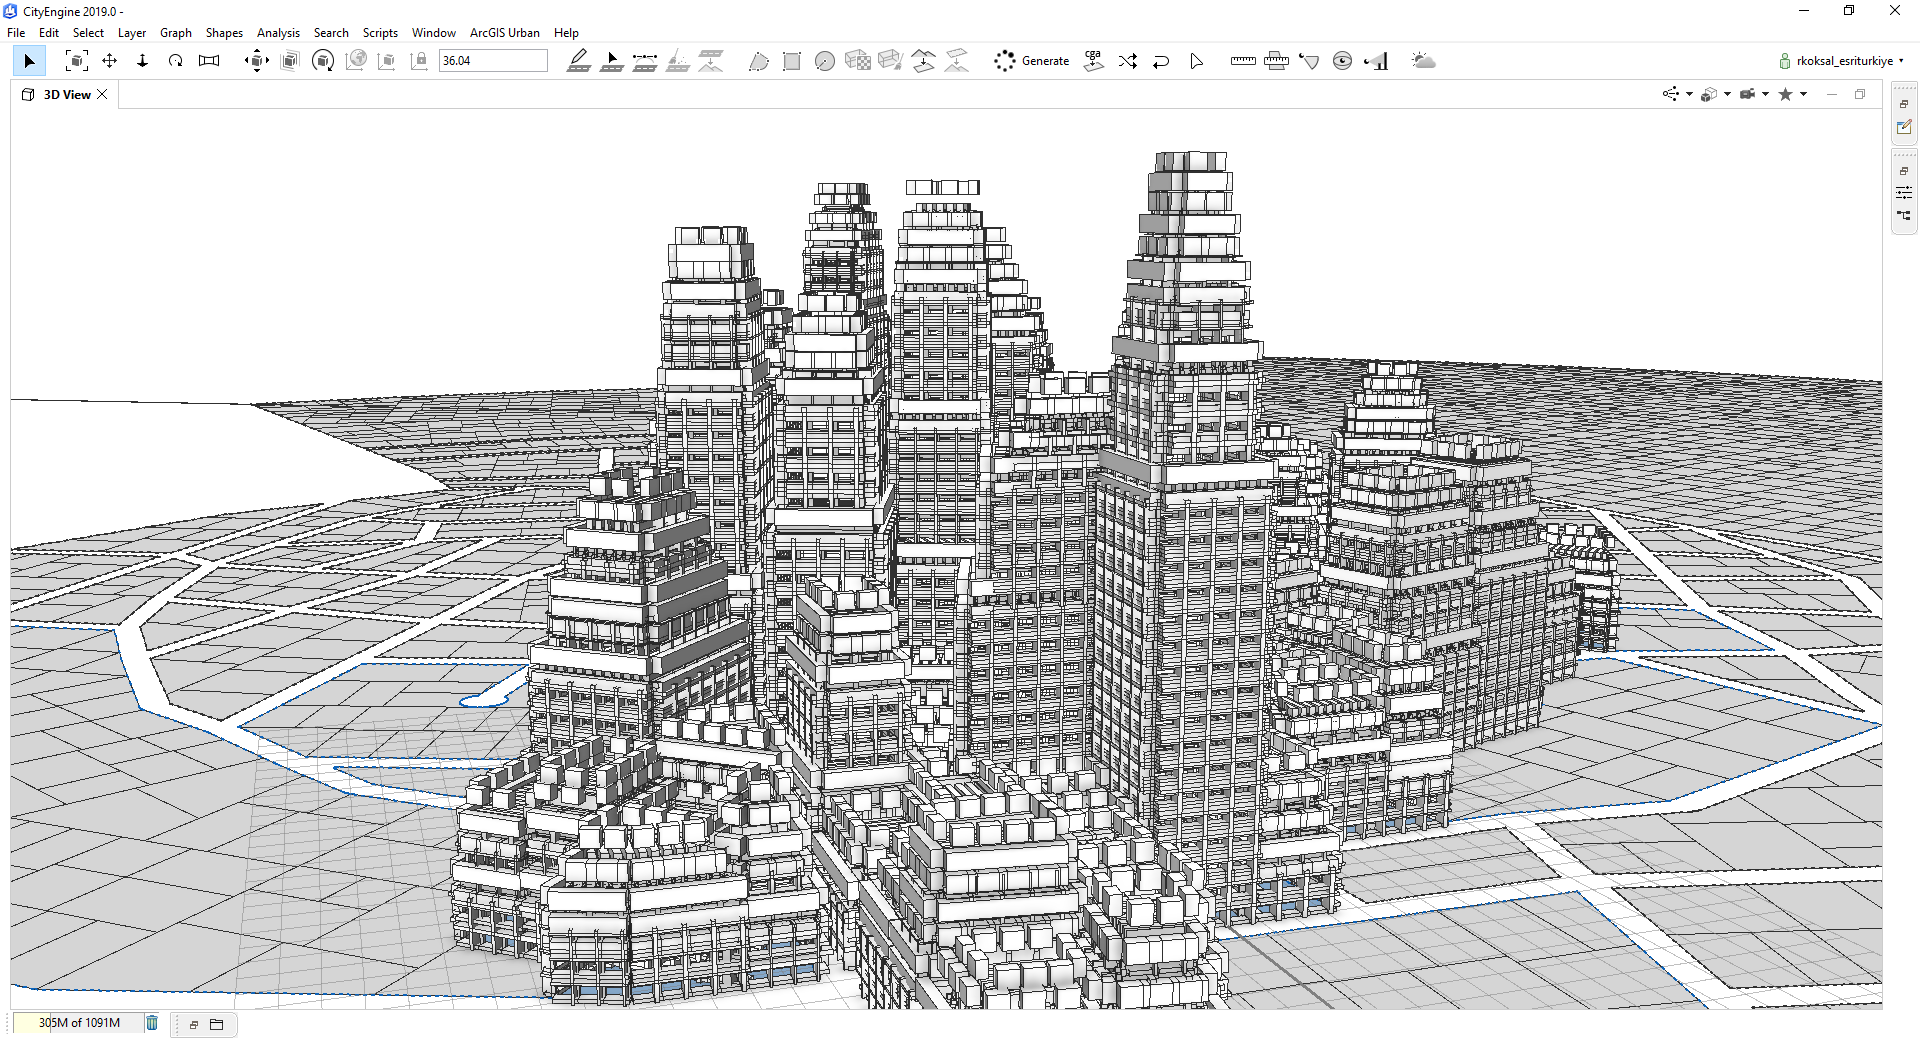 CityEngine 2019.0 -
File Edit Select Layer Graph Shapes Analysis Search Scripts Window ArcGIS Urban Help
36.04 Generate cga rkoksal_esriturkiye
3D View
305M of 1091M